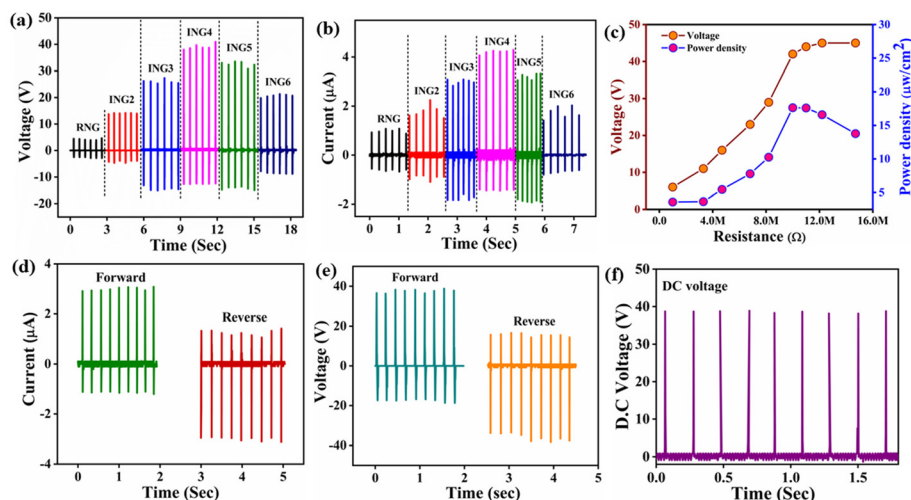 (a)
50
40
30
20
10
0
-10
-20
Voltage (V)
RNG
ING2
ING3
ING4
ING5
ING6
0 3 6 9 12 15 18
Time (Sec)
(b)
4
2
0
-2
Current (μA)
RNG
ING2
ING3
ING4
ING5
ING6
0 1 2 3 4 5 6 7
Time (Sec)
(c)
50
40
30
20
10
0
Voltage (V)
Voltage
Power density
30
25
20
15
10
5
Power density (μw/cm²)
0.0 4.0M 8.0M 12.0M 16.0M
Resistance (Ω)
(d)
4
2
0
-2
-4
Current (μA)
Forward
Reverse
0 1 2 3 4 5
Time (Sec)
(e)
40
20
0
-20
-40
Voltage (V)
Forward
Reverse
0 1 2 3 4 5
Time (Sec)
(f)
50
40
30
20
10
0
D.C Voltage (V)
DC voltage
0.0 0.5 1.0 1.5
Time (Sec)